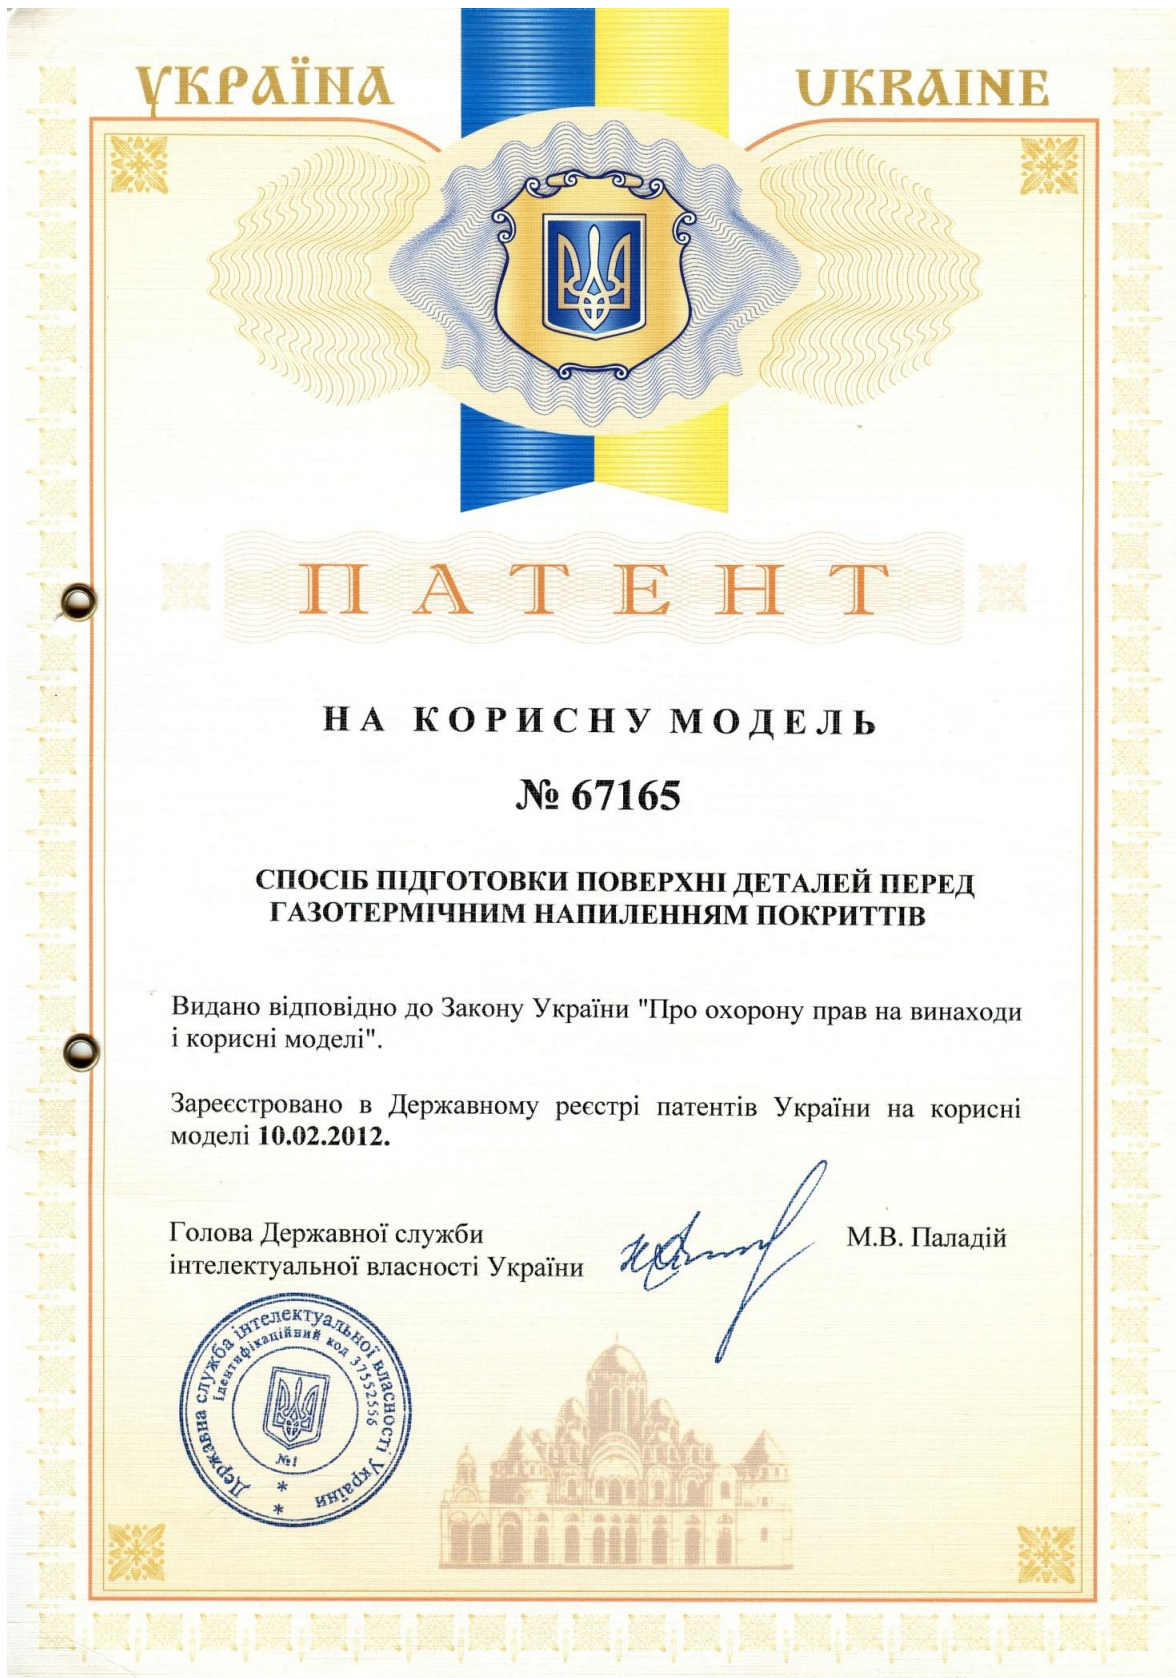 УКРАЇНА
UKRAINE
ПАТЕНТ
НА КОРИСНУ МОДЕЛЬ
№ 67165
СПОСІБ ПІДГОТОВКИ ПОВЕРХНІ ДЕТАЛЕЙ ПЕРЕД
ГАЗОТЕРМІЧНИМ НАПИЛЕННЯМ ПОКРИТТІВ
Видано відповідно до Закону України "Про охорону прав на винаходи
і корисні моделі".
Зареєстровано в Державному реєстрі патентів України на корисні
моделі 10.02.2012.
Голова Державної служби
інтелектуальної власності України
М.В. Паладій
Державна служба інтелектуальної власності України
Ідентифікаційний код 37552556
№1
* *